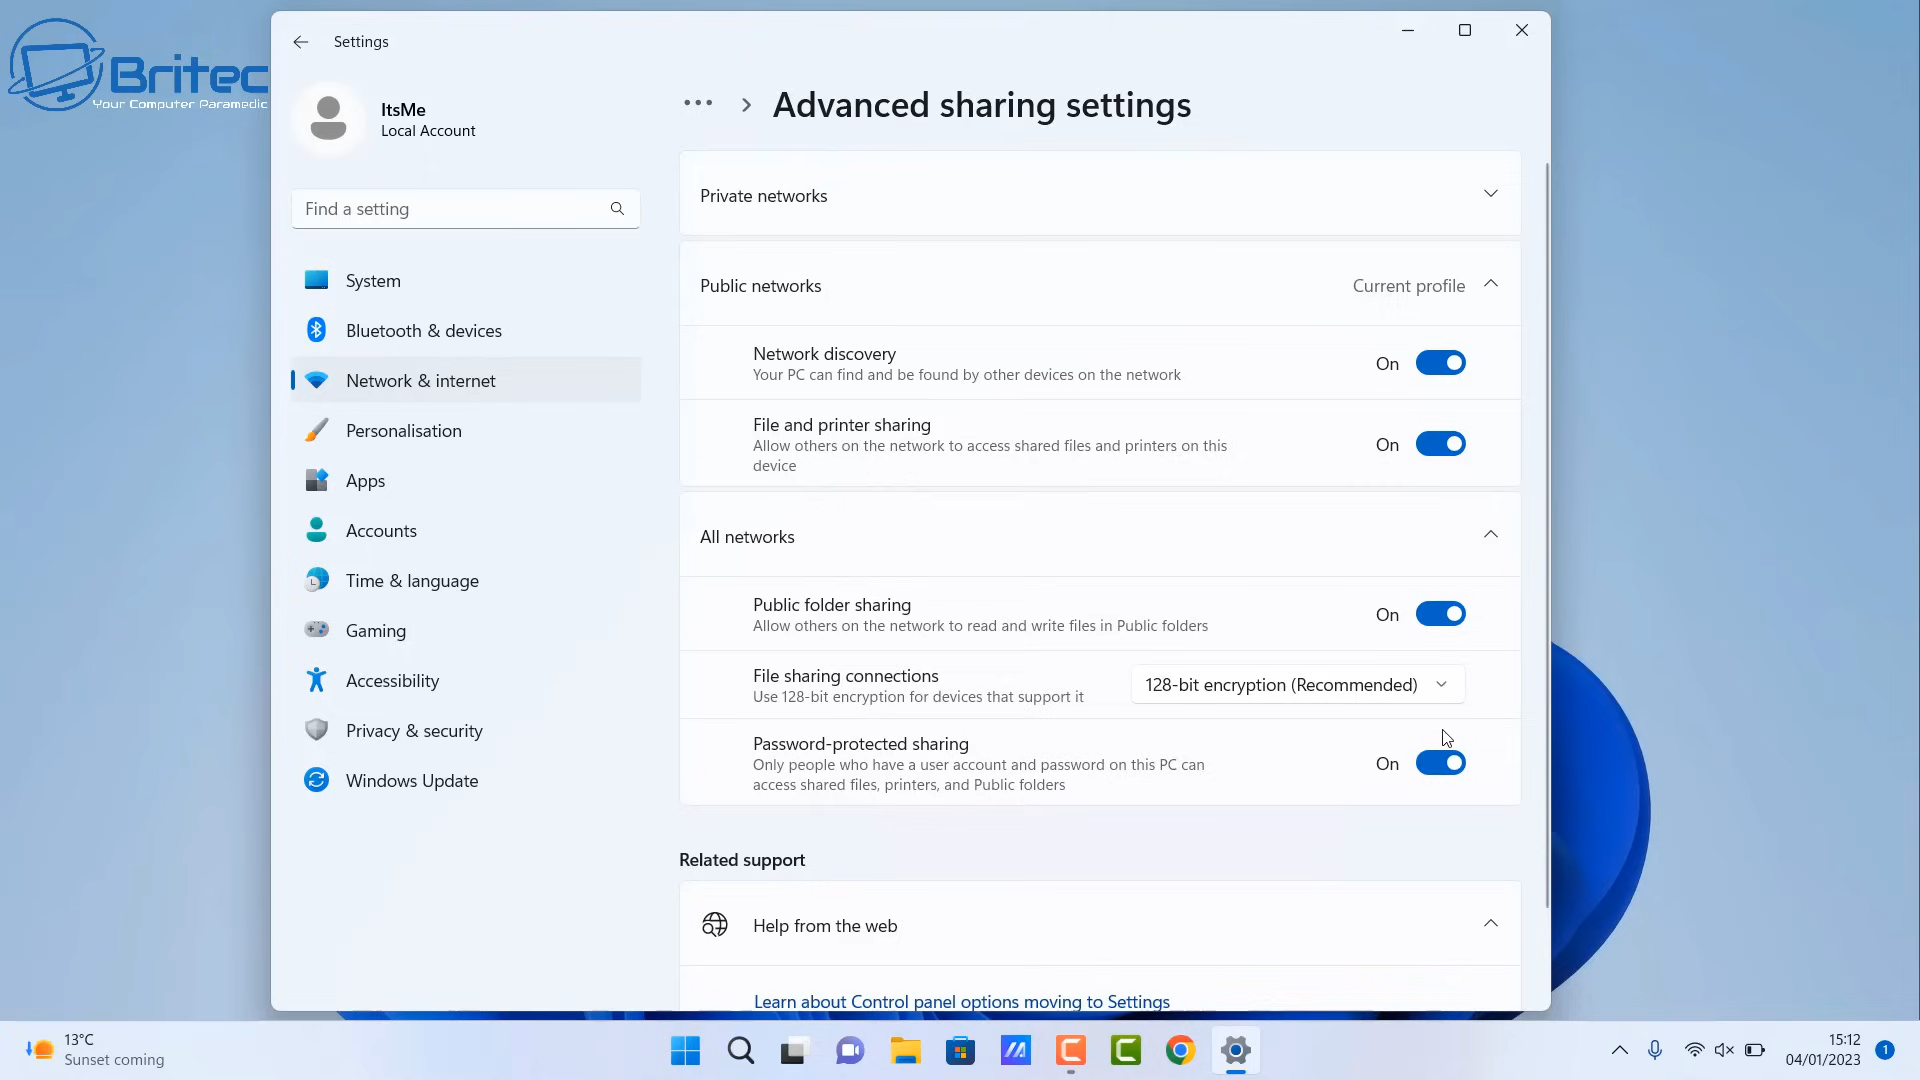 Britec
Your Computer Paramedic
Settings
ItsMe
Local Account
Find a setting
System
Bluetooth & devices
Network & internet
Personalisation
Apps
Accounts
Time & language
Gaming
Accessibility
Privacy & security
Windows Update
Advanced sharing settings
Private networks
Public networks
Current profile
Network discovery
Your PC can find and be found by other devices on the network
On
File and printer sharing
Allow others on the network to access shared files and printers on this
device
On
All networks
Public folder sharing
Allow others on the network to read and write files in Public folders
On
File sharing connections
Use 128-bit encryption for devices that support it
128-bit encryption (Recommended)
Password-protected sharing
Only people who have a user account and password on this PC can
access shared files, printers, and Public folders
On
Related support
Help from the web
Learn about Control panel options moving to Settings
13°C
Sunset coming
15:12
04/01/2023
1